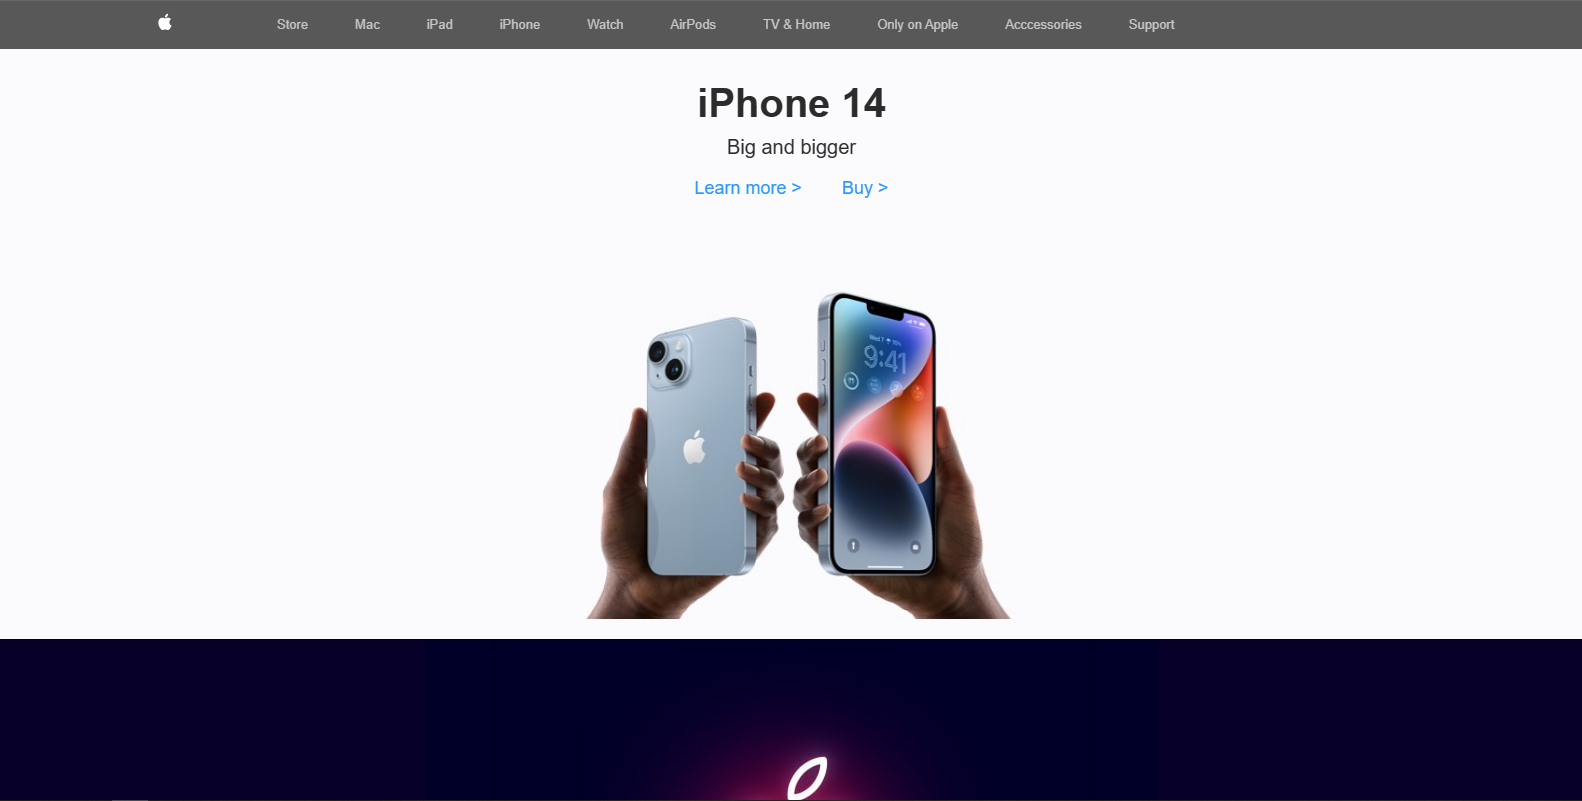 Store Mac iPad iPhone Watch AirPods TV & Home Only on Apple Acccessories Support
iPhone 14
Big and bigger
Learn more > Buy >
9:41